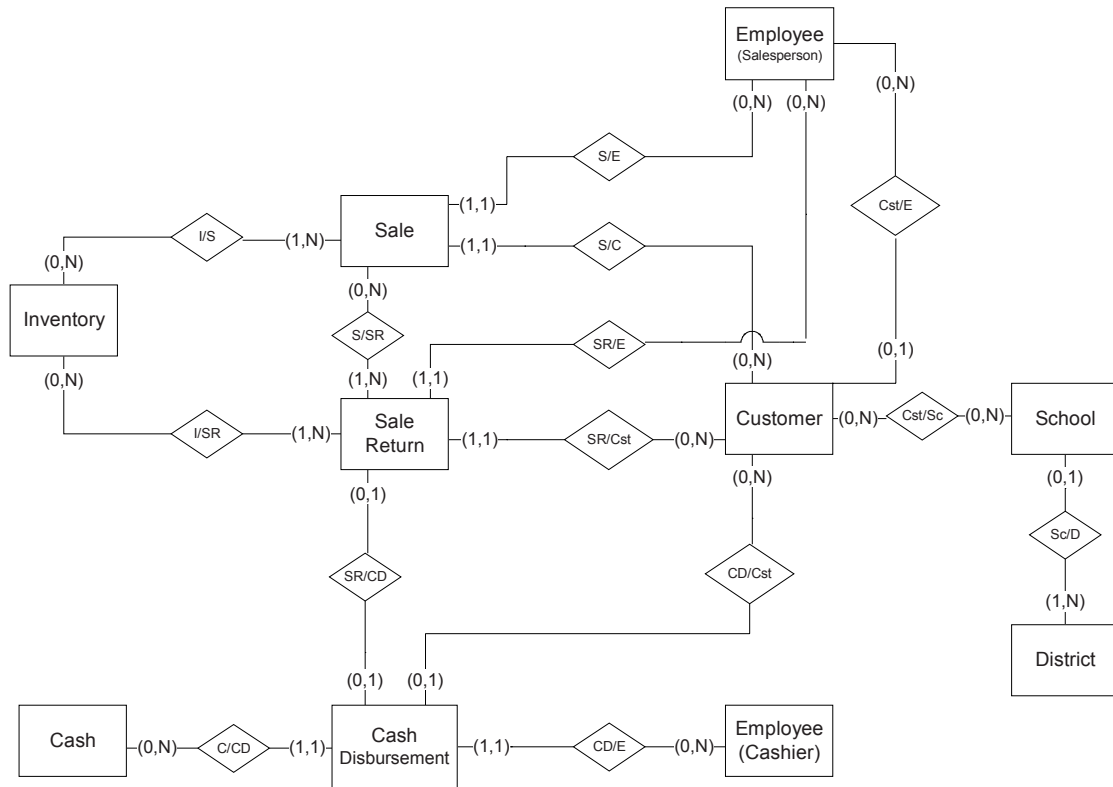 Employee
(Salesperson)
(0,N)
(0,N)
(0,N)
S/E
(1,1)
Cst/E
Sale
I/S
(1,N)
(1,1)
S/C
(0,N)
(0,N)
Inventory
S/SR
SR/E
(0,N)
(0,1)
(0,N)
(1,N)
(1,1)
Sale
Return
Customer
(0,N)
Cst/Sc
(0,N)
School
I/SR
(1,N)
(1,1)
SR/Cst
(0,N)
(0,N)
(0,1)
(0,1)
Sc/D
SR/CD
CD/Cst
(1,N)
District
(0,1)
(0,1)
Cash
(0,N)
C/CD
(1,1)
Cash
Disbursement
(1,1)
CD/E
(0,N)
Employee
(Cashier)